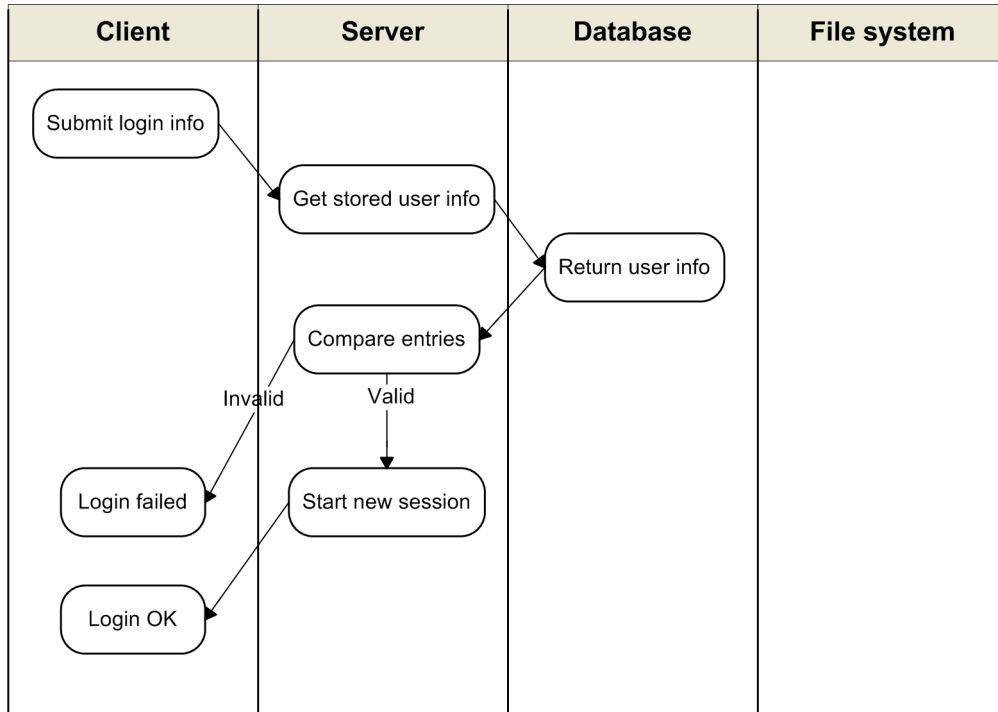 Client
Server
Database
File system
Submit login info
Get stored user info
Return user info
Compare entries
Invalid
Valid
Login failed
Start new session
Login OK